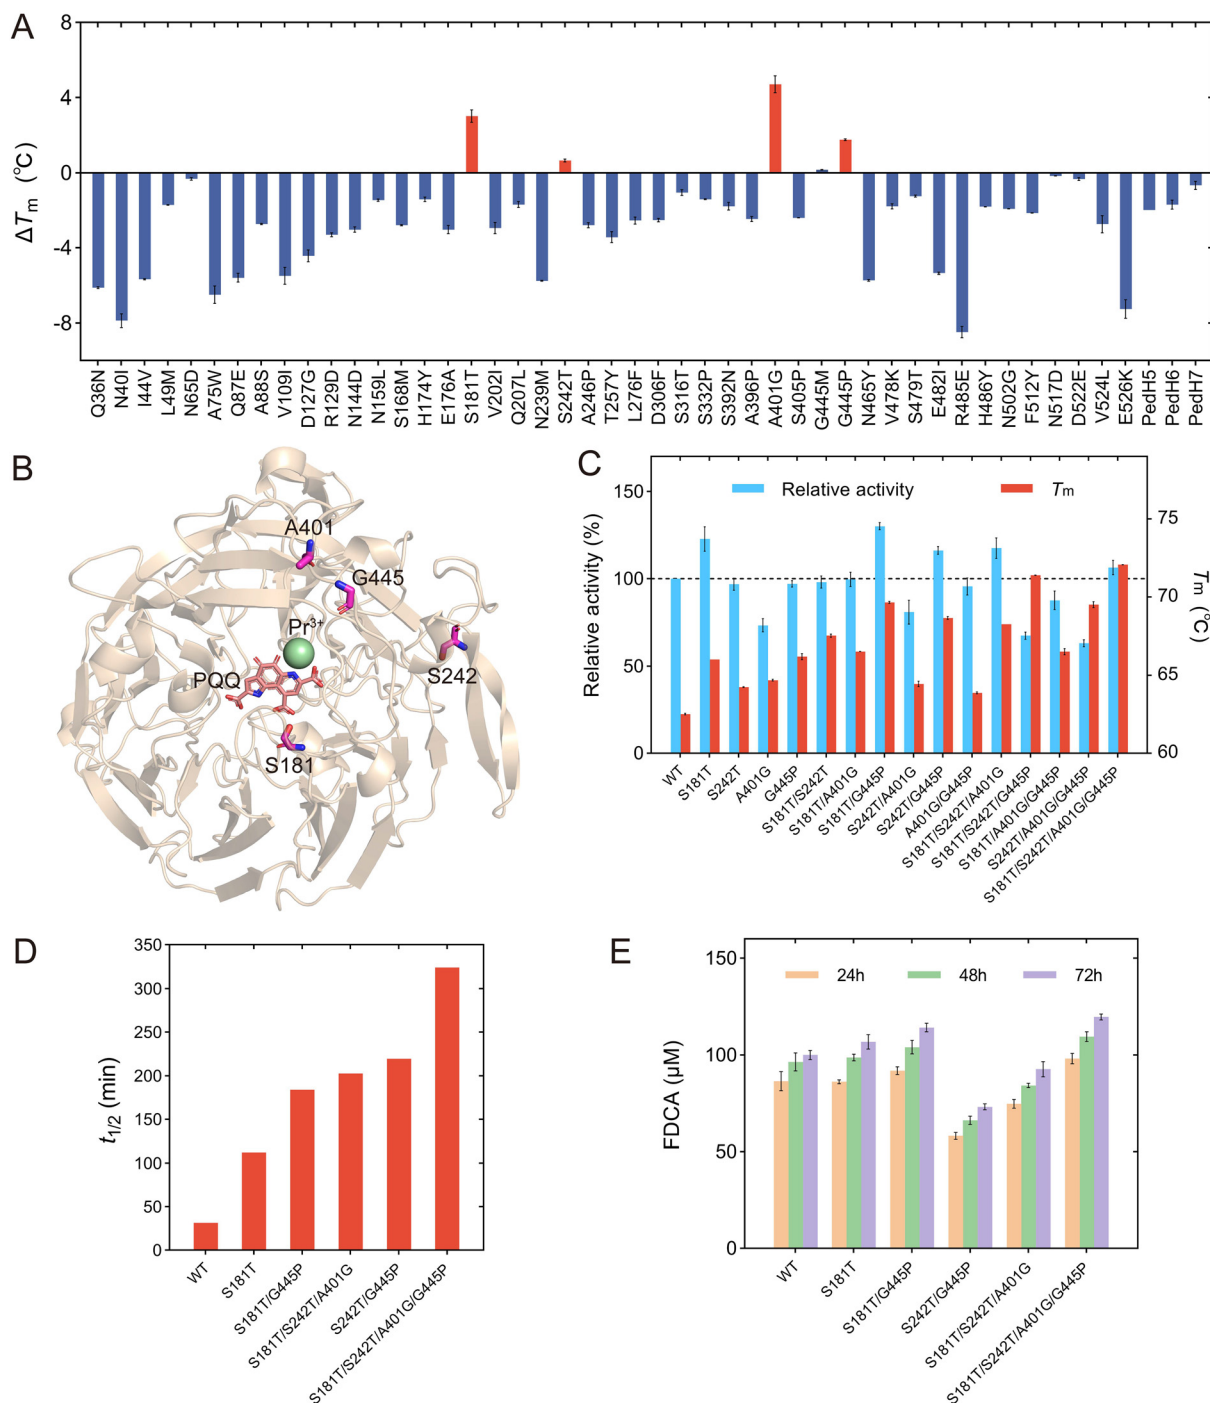 A
8
4
0
-4
-8
ΔTm (°C)
Q36N
N40I
I44V
L49M
N65D
A75W
Q87E
A88S
V109I
D127G
R129D
N144D
N159L
S168M
H174Y
E176A
S181T
V202I
Q207L
N239M
S242T
A246P
T257Y
L276F
D306F
S316T
S332P
S392N
A396P
A401G
S405P
G445M
G445P
N465Y
V478K
S479T
E482I
R485E
H486Y
N502G
F512Y
N517D
D522E
V524L
E526K
PedH5
PedH6
PedH7
B
A401
G445
Pr3+
S242
PQQ
S181
C
Relative activity
Tm
150
100
50
0
Relative activity (%)
75
70
65
60
Tm (°C)
WT
S181T
S242T
A401G
G445P
S181T/S242T
S181T/A401G
S181T/G445P
S242T/A401G
S242T/G445P
A401G/G445P
S181T/S242T/A401G
S181T/S242T/G445P
S181T/A401G/G445P
S242T/A401G/G445P
S181T/S242T/A401G/G445P
D
350
300
250
200
150
100
50
0
t1/2 (min)
WT
S181T
S181T/G445P
S181T/S242T/A401G
S242T/G445P
S181T/S242T/A401G/G445P
E
24h
48h
72h
150
100
50
0
FDCA (μM)
WT
S181T
S181T/G445P
S242T/G445P
S181T/S242T/A401G
S181T/S242T/A401G/G445P